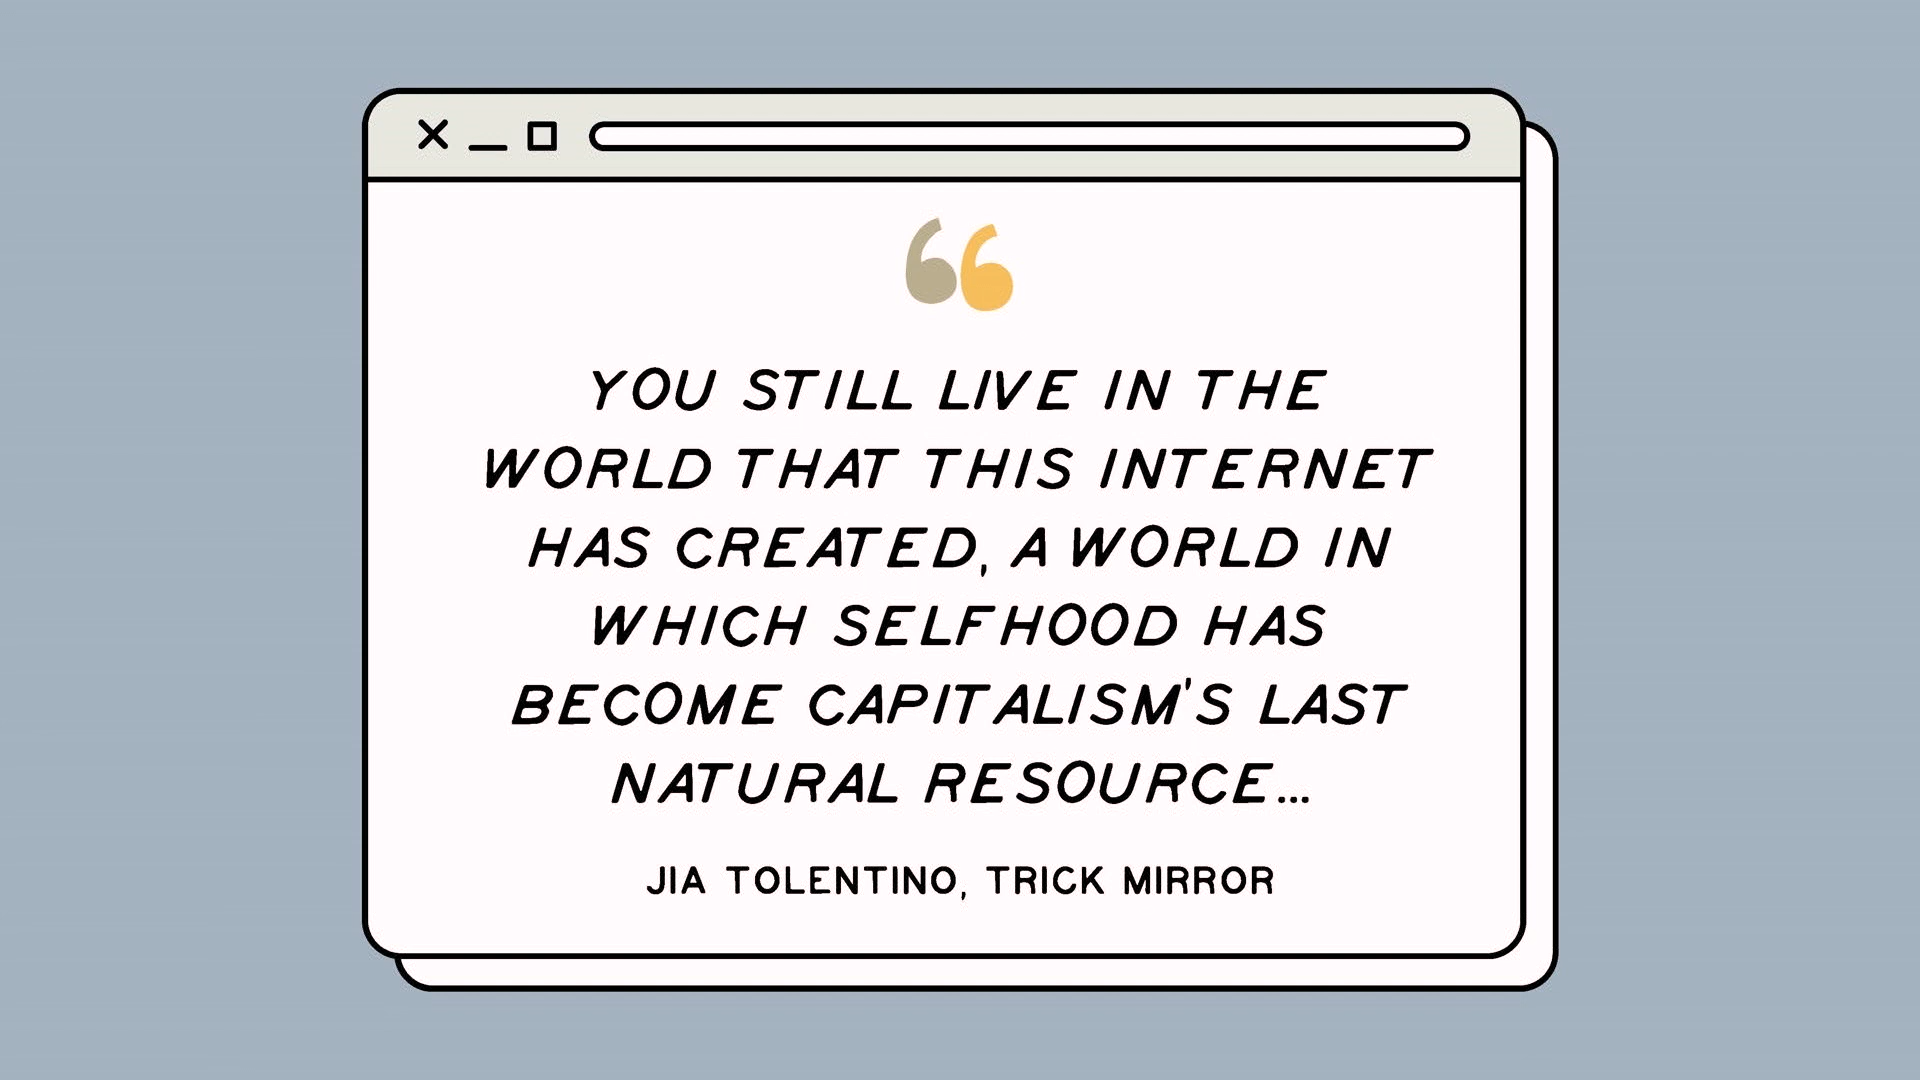 YOU STILL LIVE IN THE
WORLD THAT THIS INTERNET
HAS CREATED, A WORLD IN
WHICH SELFHOOD HAS
BECOME CAPITALISM'S LAST
NATURAL RESOURCE...
JIA TOLENTINO, TRICK MIRROR